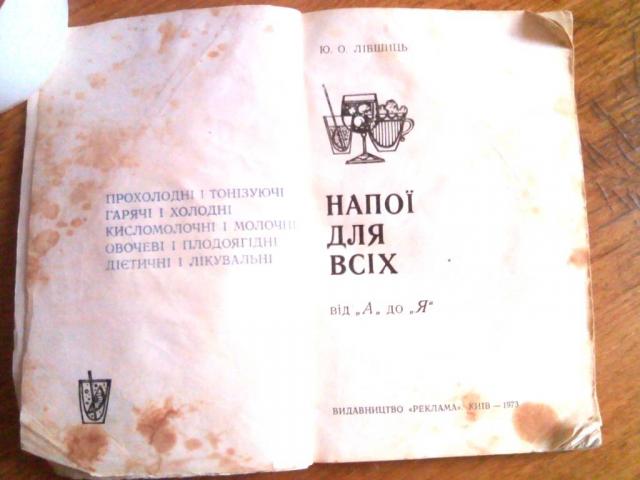 ПРОХОЛОДНІ І ТОНІЗУЮЧІ
ГАРЯЧІ І ХОЛОДНІ
КИСЛОМОЛОЧНІ І МОЛОЧНІ
ОВОЧЕВІ І ПЛОДОЯГІДНІ
ДІЄТИЧНІ І ЛІКУВАЛЬНІ
Ю. О. ЛІВШИЦЬ
НАПОЇ
ДЛЯ
ВСІХ
від „А„ до „Я“
ВИДАВНИЦТВО «РЕКЛАМА» КИЇВ — 1973